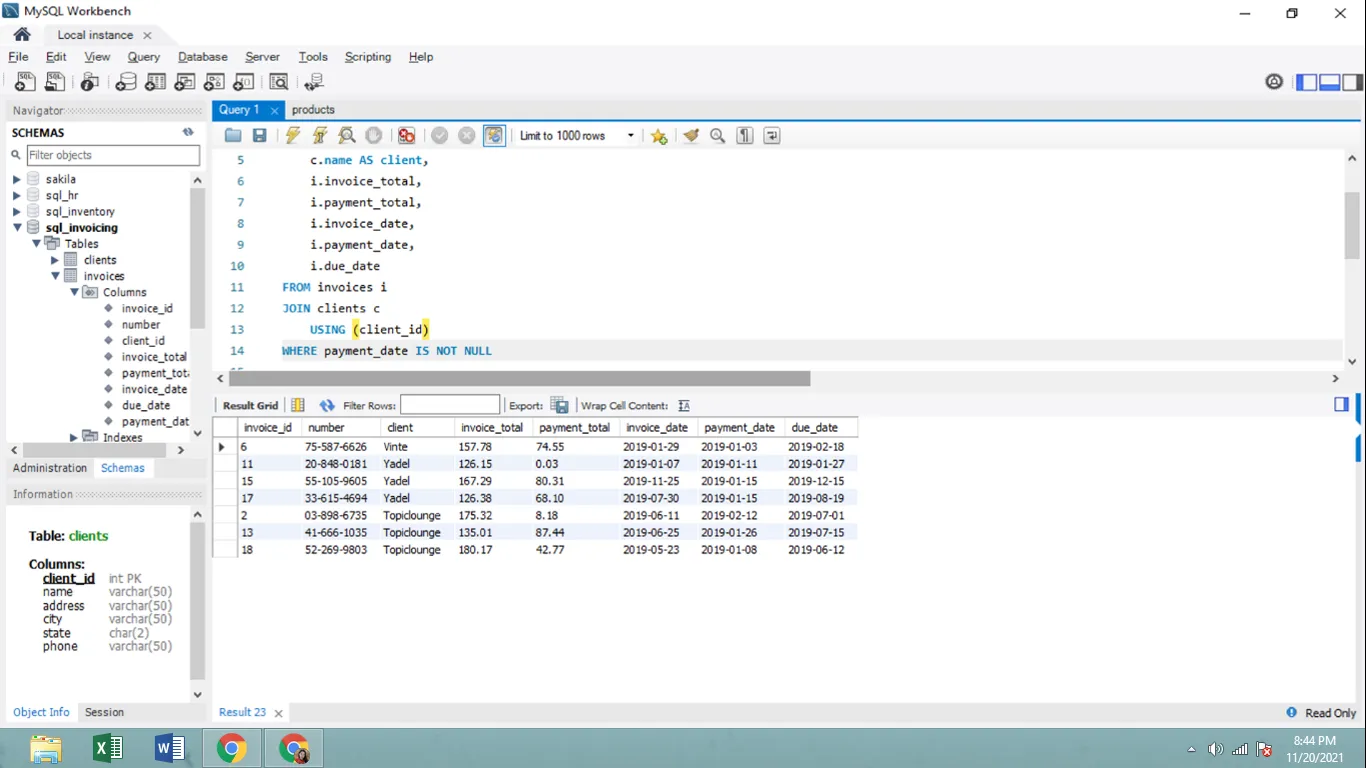 MySQL Workbench
Local instance
File Edit View Query Database Server Tools Scripting Help
Navigator
SCHEMAS
Filter objects
sakila
sql_hr
sql_inventory
sql_invoicing
Tables
clients
invoices
Columns
invoice_id
number
client_id
invoice_total
payment_tota
invoice_date
due_date
payment_dat
Indexes
Administration Schemas
Information
Table: clients
Columns:
client_id int PK
name varchar(50)
address varchar(50)
city varchar(50)
state char(2)
phone varchar(50)
Object Info Session
Query 1 products
Limit to 1000 rows
5 c.name AS client,
6 i.invoice_total,
7 i.payment_total,
8 i.invoice_date,
9 i.payment_date,
10 i.due_date
11 FROM invoices i
12 JOIN clients c
13 USING (client_id)
14 WHERE payment_date IS NOT NULL
Result Grid Filter Rows: Export: Wrap Cell Content:
invoice_id number client invoice_total payment_total invoice_date payment_date due_date
6 75-587-6626 Vinte 157.78 74.55 2019-01-29 2019-01-03 2019-02-18
11 20-848-0181 Yadel 126.15 0.03 2019-01-07 2019-01-11 2019-01-27
15 55-105-9605 Yadel 167.29 80.31 2019-11-25 2019-01-15 2019-12-15
17 33-615-4694 Yadel 126.38 68.10 2019-07-30 2019-01-15 2019-08-19
2 03-898-6735 Topiclounge 175.32 8.18 2019-06-11 2019-02-12 2019-07-01
13 41-666-1035 Topiclounge 135.01 87.44 2019-06-25 2019-01-26 2019-07-15
18 52-269-9803 Topiclounge 180.17 42.77 2019-05-23 2019-01-08 2019-06-12
Result 23
Read Only
8:44 PM
11/20/2021